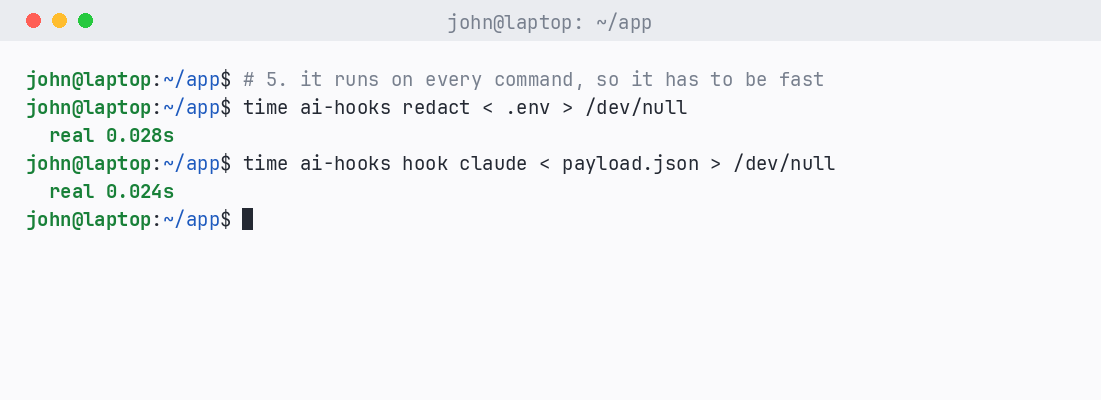 john@laptop: ~/app
john@laptop:~/app$ # 5. it runs on every command, so it has to be fast
john@laptop:~/app$ time ai-hooks redact < .env > /dev/null
  real 0.028s
john@laptop:~/app$ time ai-hooks hook claude < payload.json > /dev/null
  real 0.024s
john@laptop:~/app$